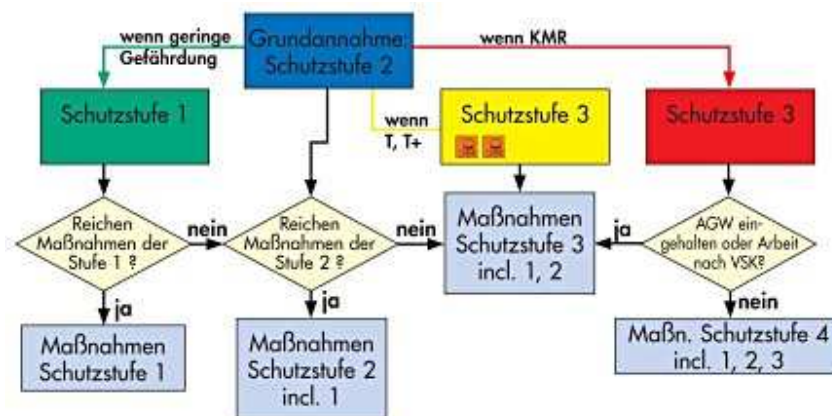 wenn geringe
Gefährdung
Grundannahme:
Schutzstufe 2
wenn KMR
Schutzstufe 1
wenn
T, T+
Schutzstufe 3
Schutzstufe 3
Reichen
Maßnahmen der
Stufe 1 ?
nein
Reichen
Maßnahmen der
Stufe 2 ?
nein
Maßnahmen
Schutzstufe 3
incl. 1, 2
ja
AGW ein-
gehalten oder Arbeit
nach VSK?
ja
Maßnahmen
Schutzstufe 1
ja
Maßnahmen
Schutzstufe 2
incl. 1
nein
Maßn. Schutzstufe 4
incl. 1, 2, 3